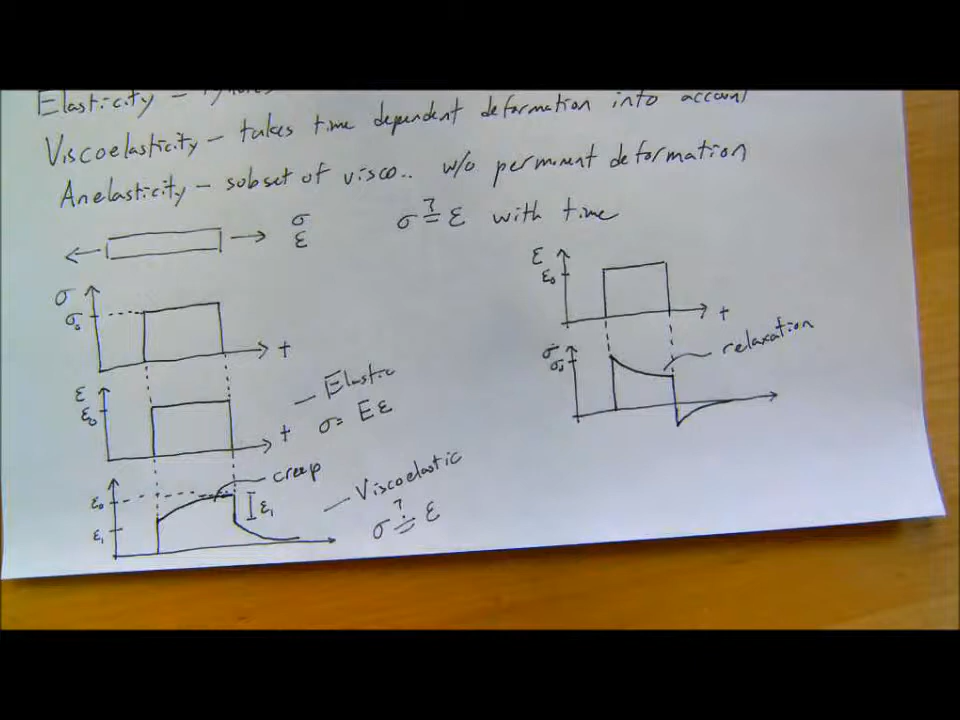 Elasticity -
Viscoelasticity - takes time dependent deformation into account
Anelasticity - subset of visco.. w/o perminent deformation
σ
ε
σ ?= ε with time
σ
σ₀
t
ε
ε₀
t
- Elastic
σ = Eε
creep
ε₀
ε₁
ε₁
- Viscoelastic
σ ?= ε
ε
ε₀
t
σ
σ₀
relaxation